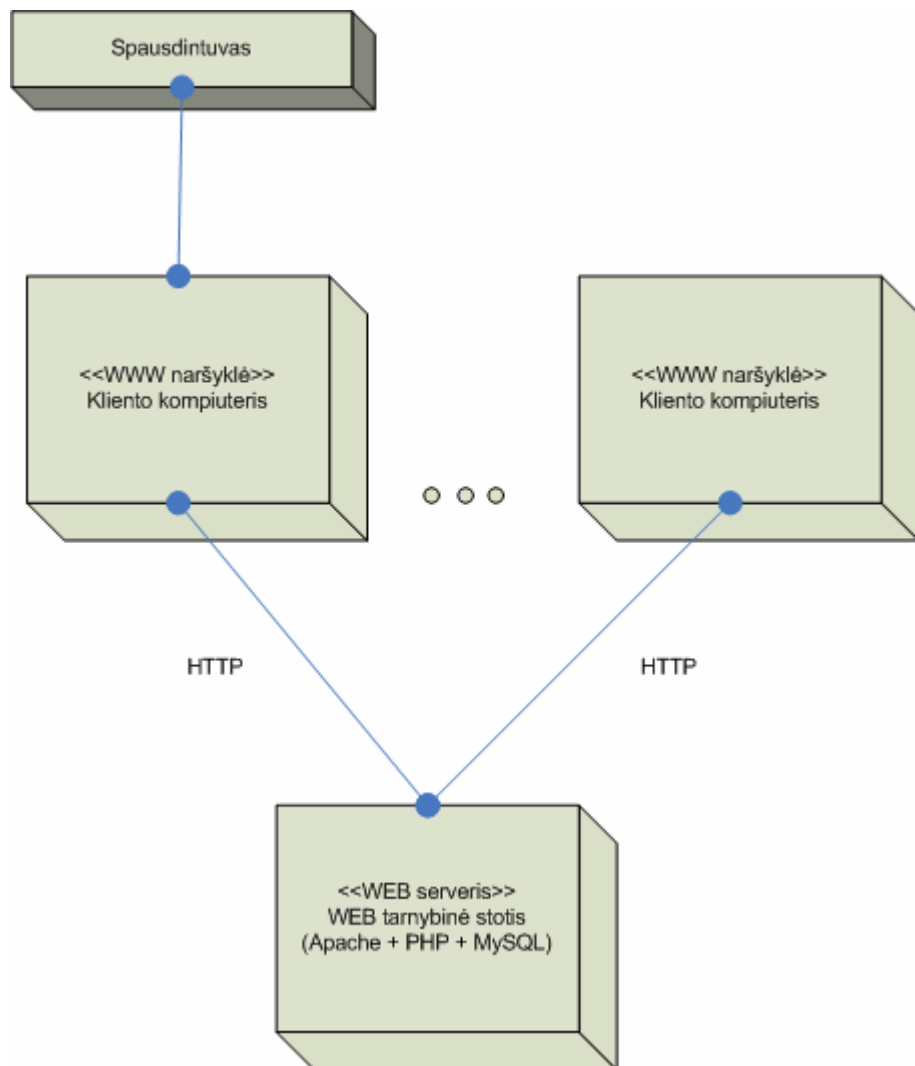 Spausdintuvas
<<WWW naršyklė>>
Kliento kompiuteris
<<WWW naršyklė>>
Kliento kompiuteris
HTTP
HTTP
<<WEB serveris>>
WEB tarnybinė stotis
(Apache + PHP + MySQL)